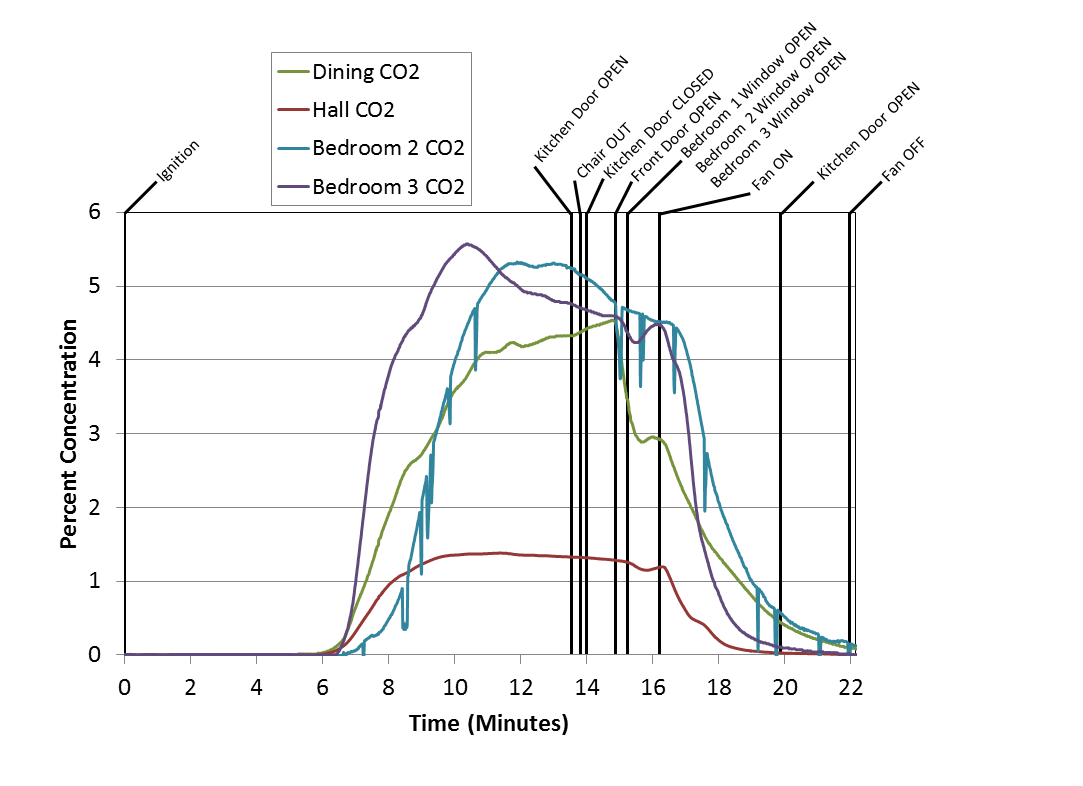 Dining CO2
Hall CO2
Bedroom 2 CO2
Bedroom 3 CO2
Ignition
Kitchen Door OPEN
Chair OUT
Kitchen Door CLOSED
Front Door OPEN
Bedroom 1 Window OPEN
Bedroom 2 Window OPEN
Bedroom 3 Window OPEN
Fan ON
Kitchen Door OPEN
Fan OFF
Percent Concentration
6
5
4
3
2
1
0
0 2 4 6 8 10 12 14 16 18 20 22
Time (Minutes)